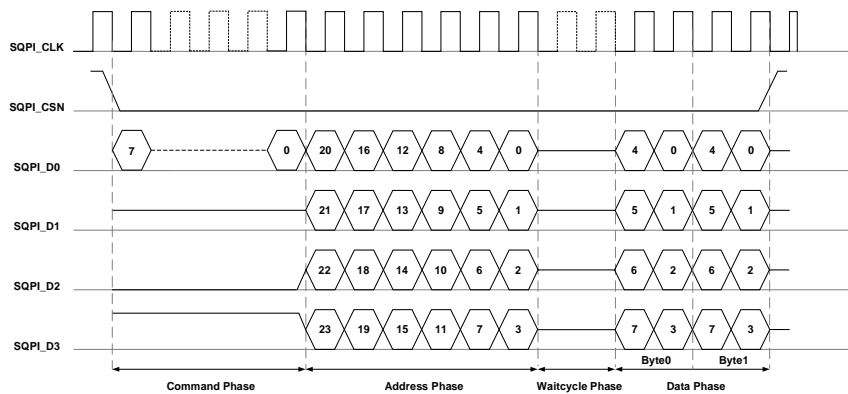 SQPI_CLK
SQPI_CSN
SQPI_D0 7 0 20 16 12 8 4 0 4 0 4 0
SQPI_D1 21 17 13 9 5 1 5 1 5 1
SQPI_D2 22 18 14 10 6 2 6 2 6 2
SQPI_D3 23 19 15 11 7 3 7 3 7 3
Byte0 Byte1
Command Phase Address Phase Waitcycle Phase Data Phase